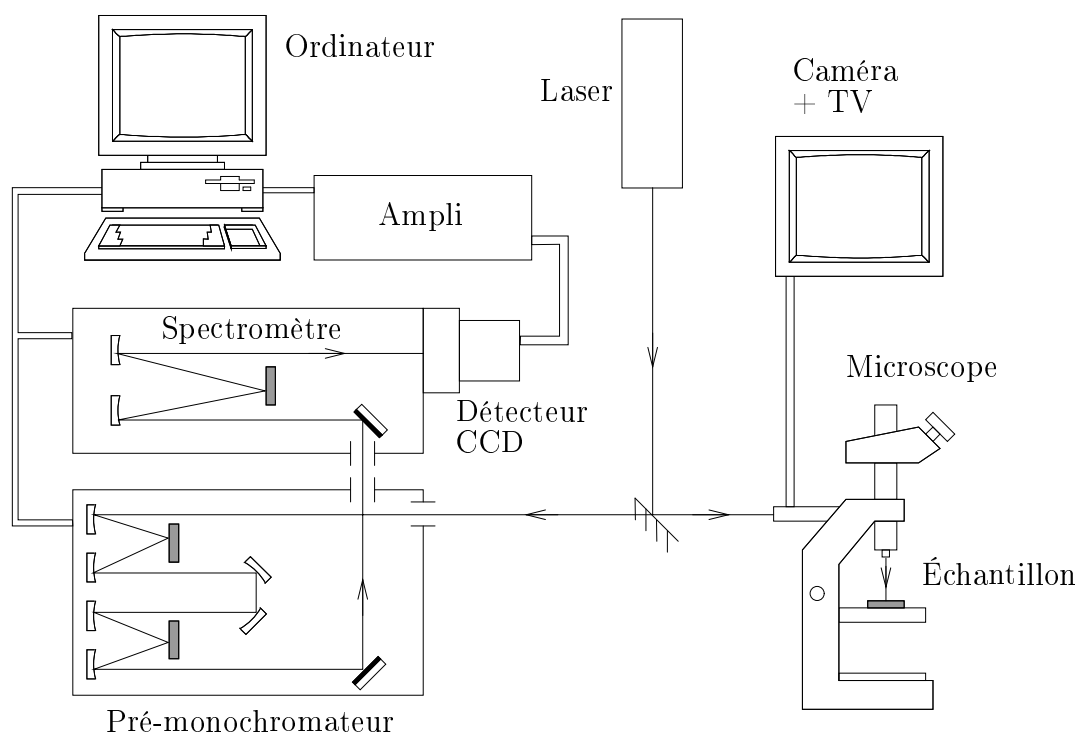 Ordinateur
Laser
Caméra
+ TV
Ampli
Spectromètre
Microscope
Détecteur
CCD
Échantillon
Pré-monochromateur